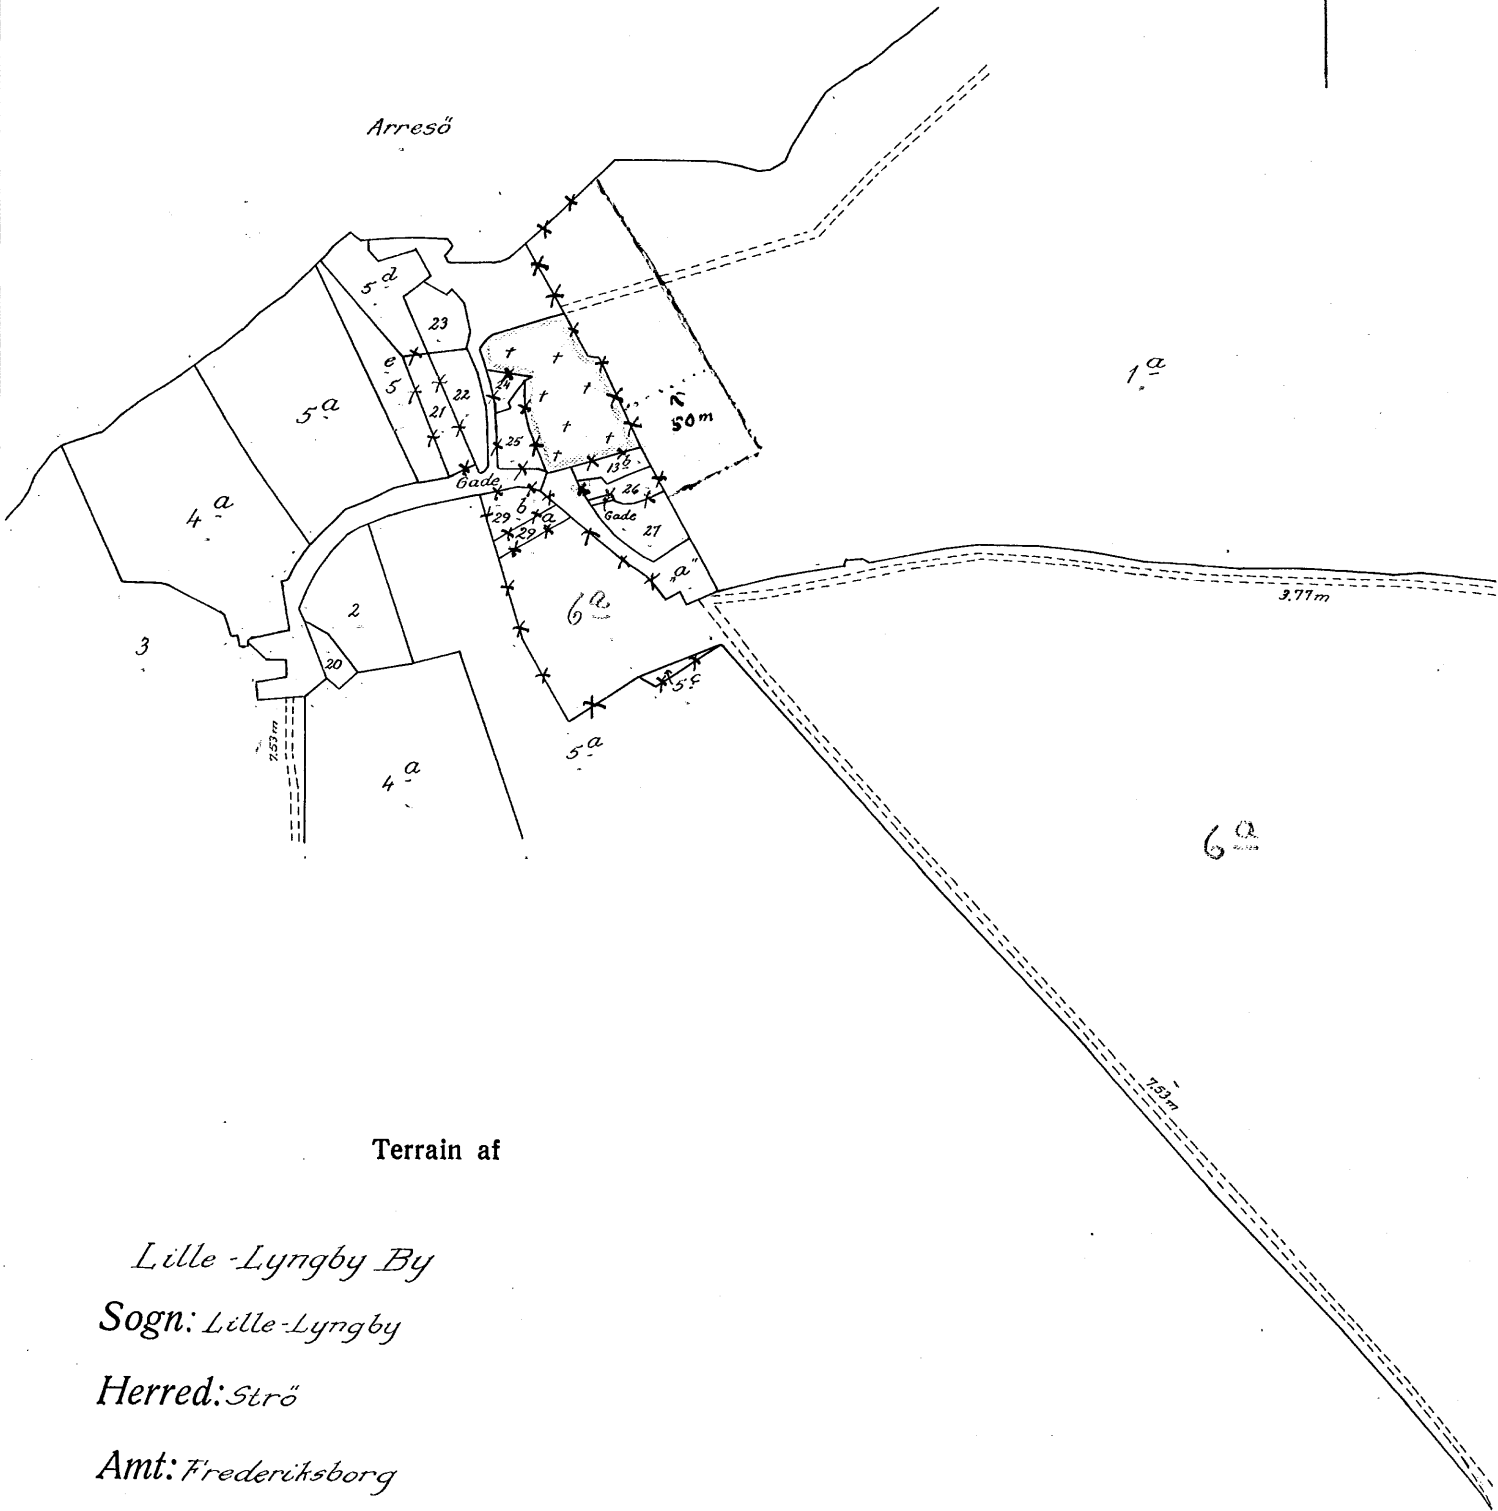 Arresö
5 d
23
e
5
22
21
24
5 a
1 a
50 m
25
13 b
4 a
Gade
26
b
29
a
29
Gade
27
"a"
3.77 m
6 a
2
3
20
5 c
7.53 m
5 a
4 a
6 a
7.53 m
Terrain af
Lille-Lyngby By
Sogn: Lille-Lyngby
Herred: Strö
Amt: Frederiksborg